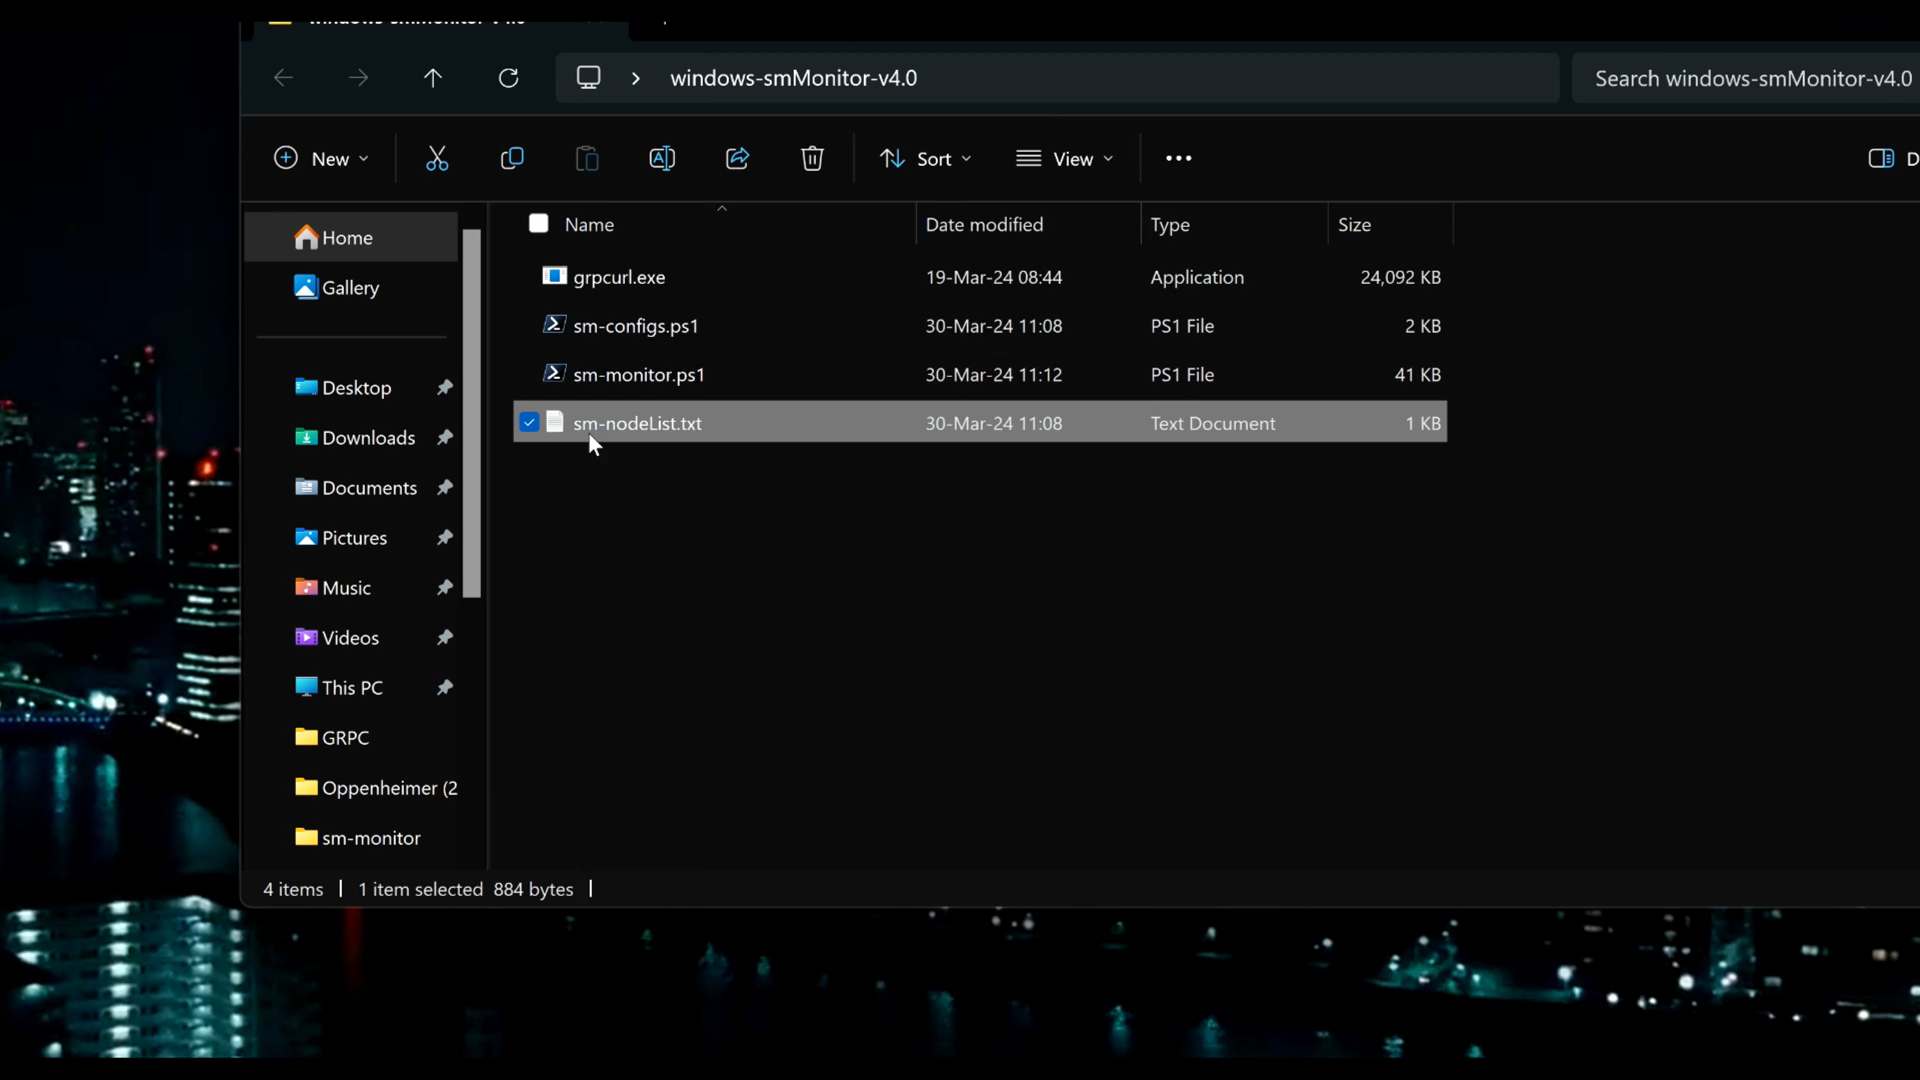 windows-smMonitor-v4.0
Search windows-smMonitor-v4.0
New
Sort
View
Name
Date modified
Type
Size
Home
Gallery
Desktop
Downloads
Documents
Pictures
Music
Videos
This PC
GRPC
Oppenheimer (2
sm-monitor
grpcurl.exe 19-Mar-24 08:44 Application 24,092 KB
sm-configs.ps1 30-Mar-24 11:08 PS1 File 2 KB
sm-monitor.ps1 30-Mar-24 11:12 PS1 File 41 KB
sm-nodeList.txt 30-Mar-24 11:08 Text Document 1 KB
4 items 1 item selected 884 bytes